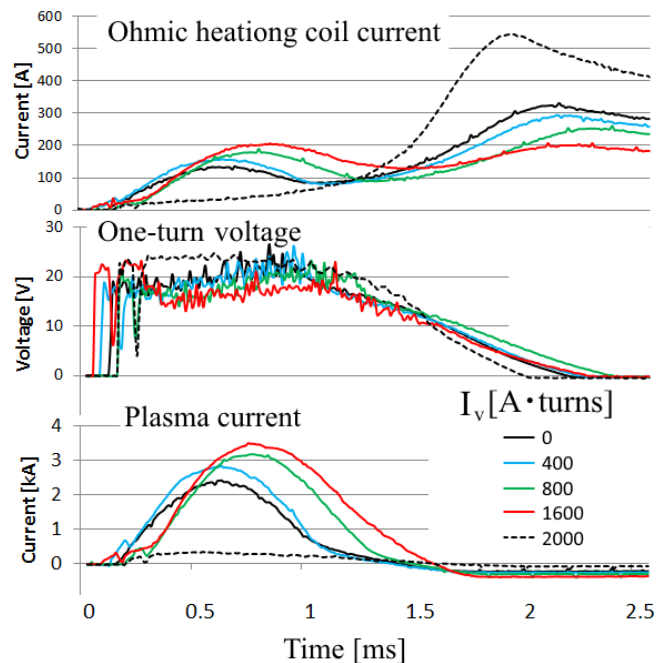 Ohmic heationg coil current
Current [A]
600
500
400
300
200
100
0
One-turn voltage
Voltage [V]
30
20
10
0
Plasma current
Current [kA]
4
3
2
1
0
I_v [A・turns]
0
400
800
1600
2000
0 0.5 1 1.5 2 2.5
Time [ms]